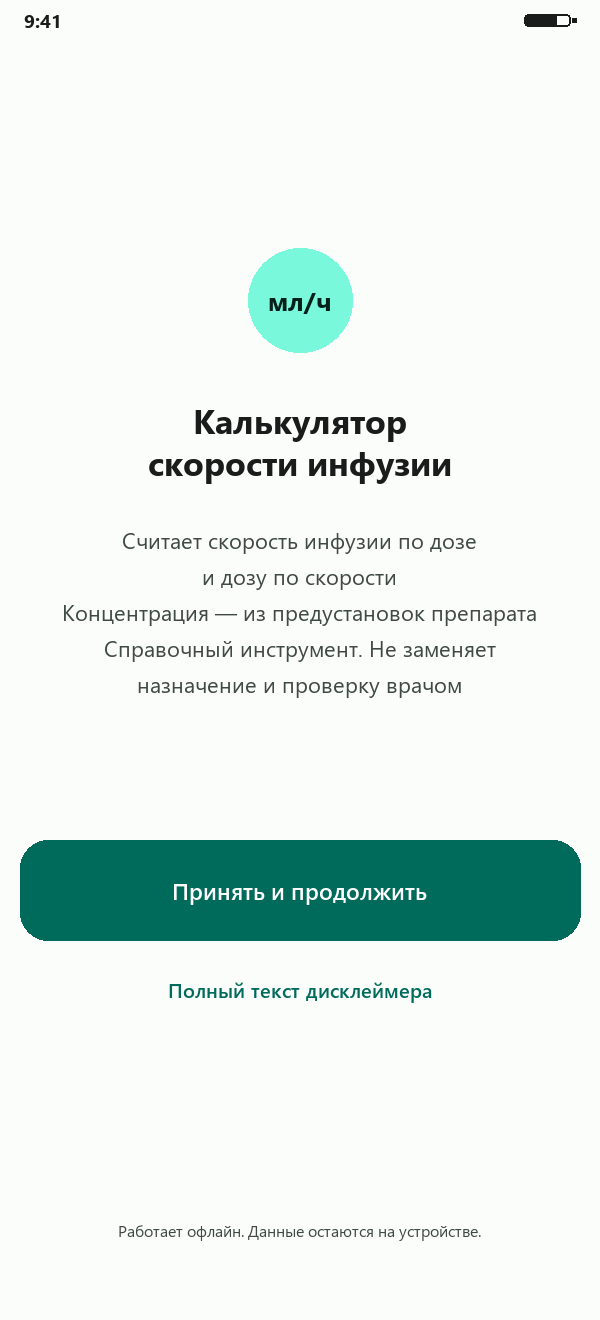 9:41
мл/ч
Калькулятор
скорости инфузии
Считает скорость инфузии по дозе
и дозу по скорости
Концентрация — из предустановок препарата
Справочный инструмент. Не заменяет
назначение и проверку врачом
Принять и продолжить
Полный текст дисклеймера
Работает офлайн. Данные остаются на устройстве.